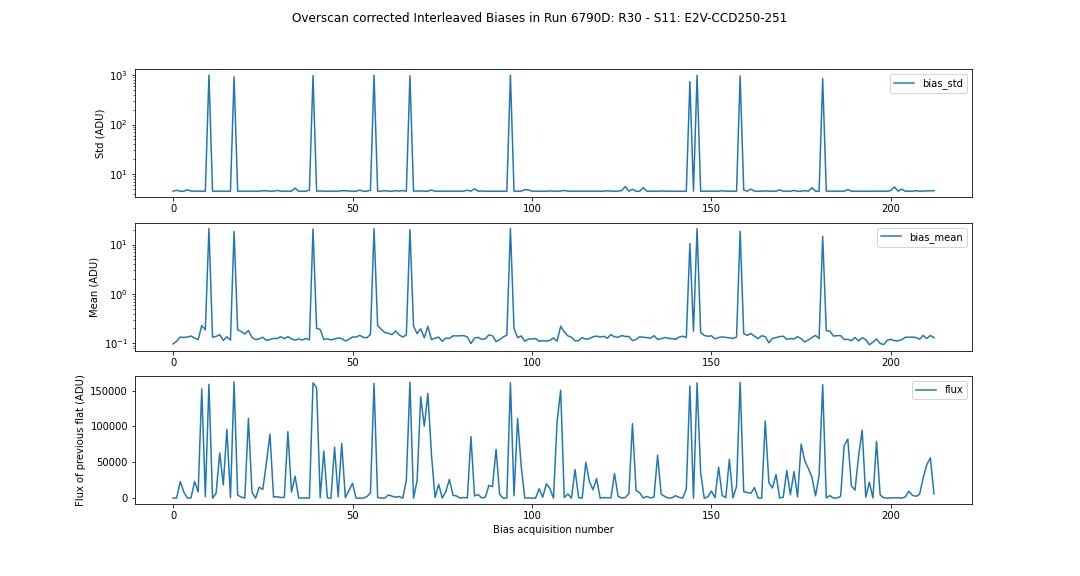 Overscan corrected Interleaved Biases in Run 6790D: R30 - S11: E2V-CCD250-251
10³
10²
10¹
Std (ADU)
bias_std
0 50 100 150 200
10¹
10⁰
10⁻¹
Mean (ADU)
bias_mean
0 50 100 150 200
150000
100000
50000
0
Flux of previous flat (ADU)
flux
0 50 100 150 200
Bias acquisition number